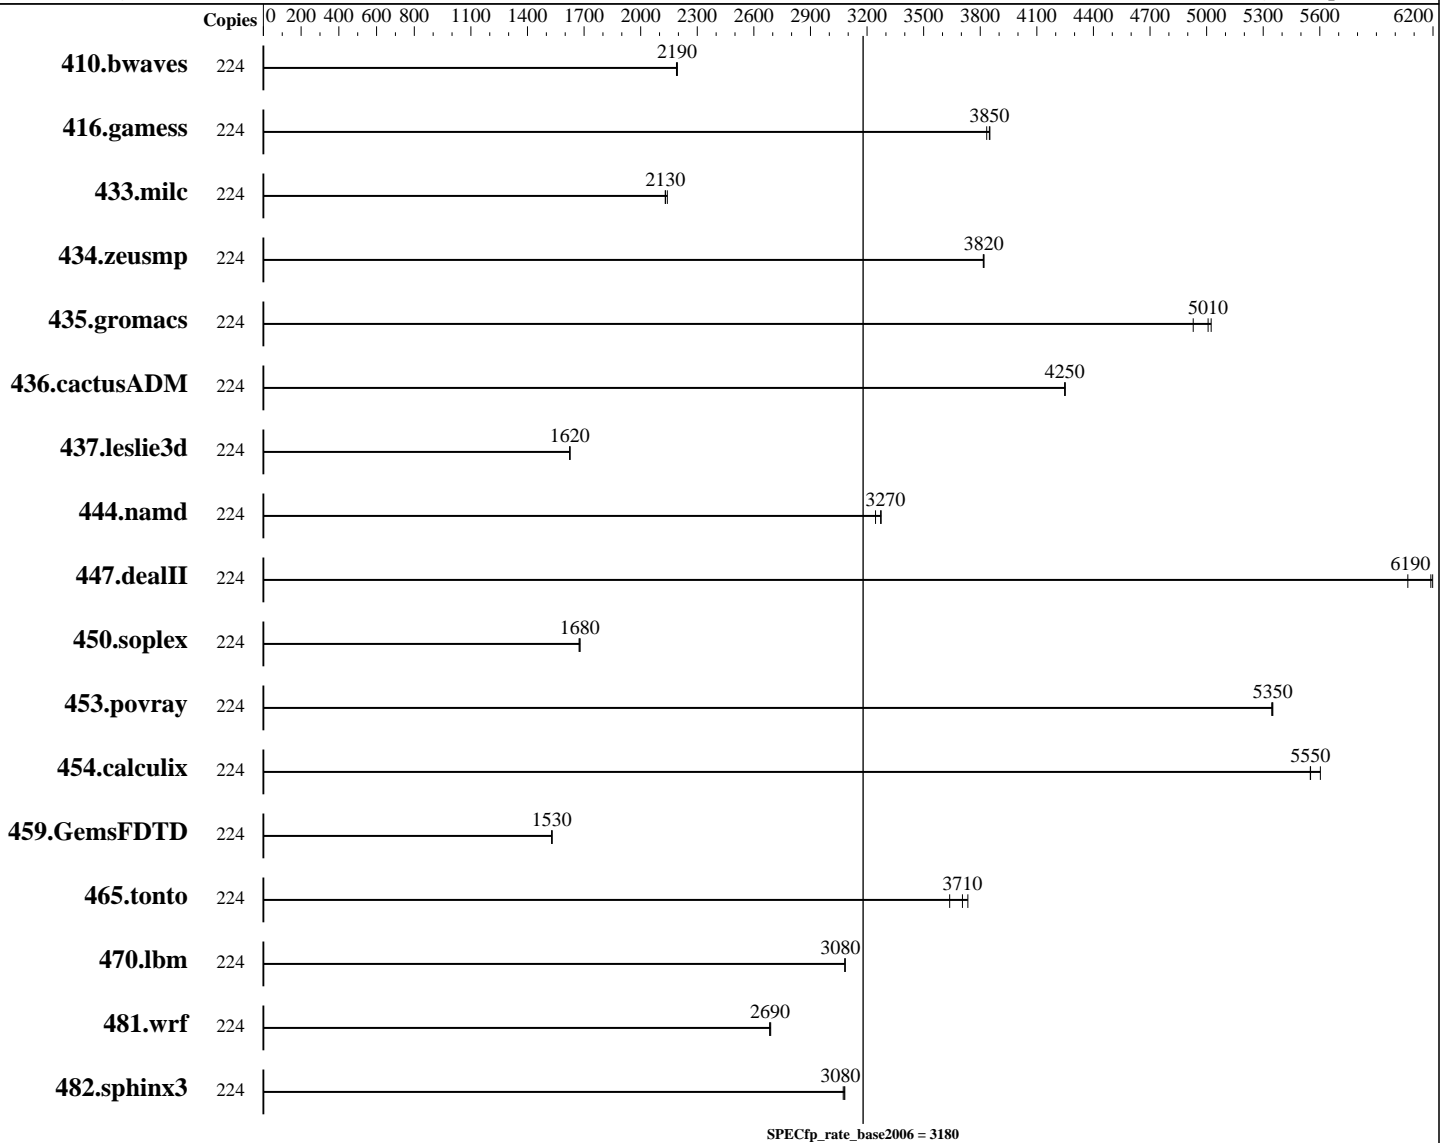 Copies 0 200 400 600 800 1100 1400 1700 2000 2300 2600 2900 3200 3500 3800 4100 4400 4700 5000 5300 5600 6200
410.bwaves 224 2190
416.gamess 224 3850
433.milc 224 2130
434.zeusmp 224 3820
435.gromacs 224 5010
436.cactusADM 224 4250
437.leslie3d 224 1620
444.namd 224 3270
447.dealII 224 6190
450.soplex 224 1680
453.povray 224 5350
454.calculix 224 5550
459.GemsFDTD 224 1530
465.tonto 224 3710
470.lbm 224 3080
481.wrf 224 2690
482.sphinx3 224 3080
SPECfp_rate_base2006 = 3180